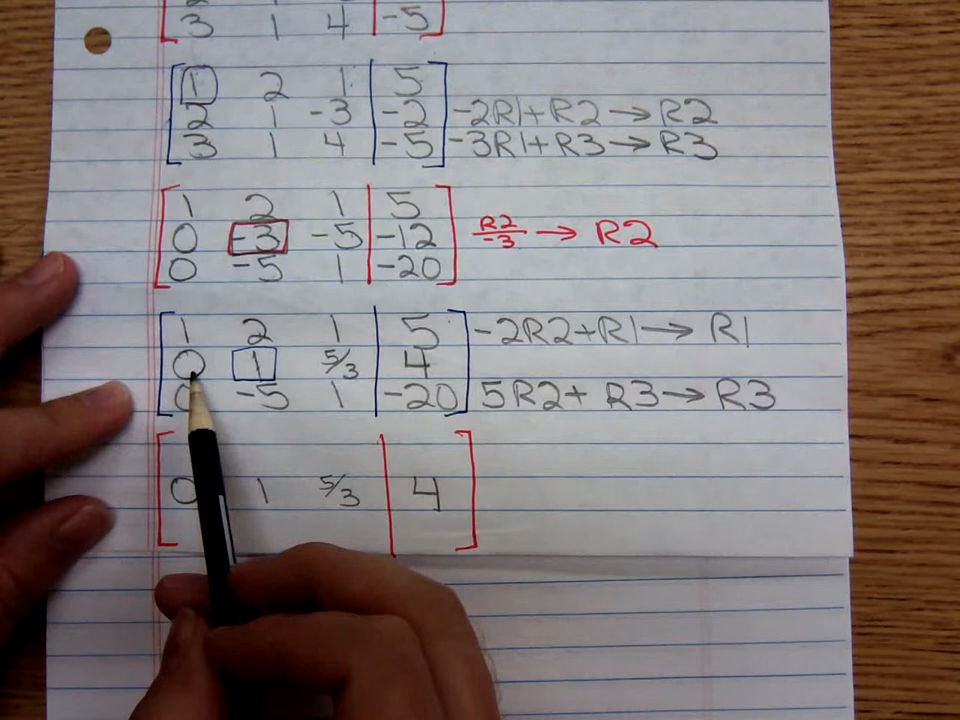 3 1 4 -5
1 2 1 5
2 1 -3 -2 -2R1+R2→R2
3 1 4 -5 -3R1+R3→R3
1 2 1 5
0 -3 -5 -12 R2/-3 → R2
0 -5 1 -20
1 2 1 5 -2R2+R1→ R1
0 1 5/3 4
0 -5 1 -20 5R2+ R3→ R3
0 1 5/3 4